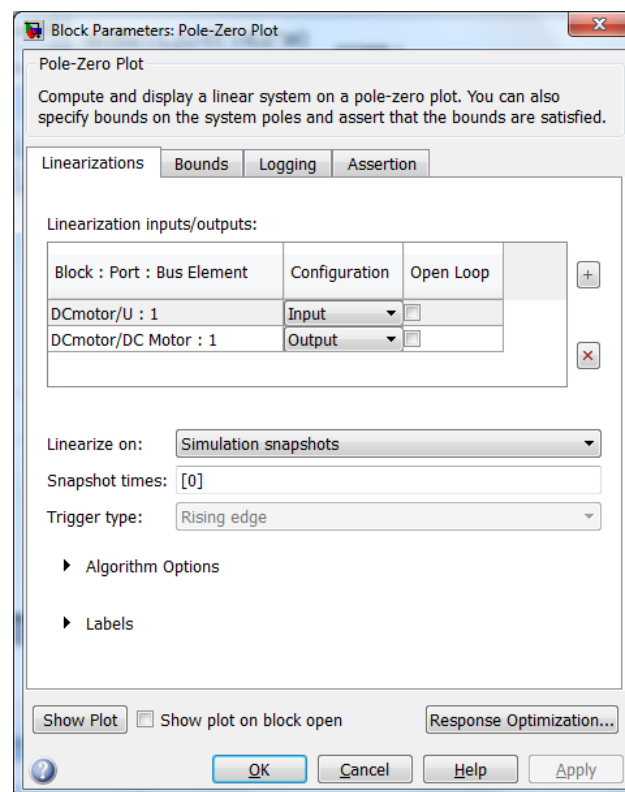 Block Parameters: Pole-Zero Plot
Pole-Zero Plot
Compute and display a linear system on a pole-zero plot. You can also
specify bounds on the system poles and assert that the bounds are satisfied.
Linearizations Bounds Logging Assertion
Linearization inputs/outputs:
Block : Port : Bus Element Configuration Open Loop
DCmotor/U : 1 Input
DCmotor/DC Motor : 1 Output
Linearize on: Simulation snapshots
Snapshot times: [0]
Trigger type: Rising edge
Algorithm Options
Labels
Show Plot Show plot on block open Response Optimization...
OK Cancel Help Apply